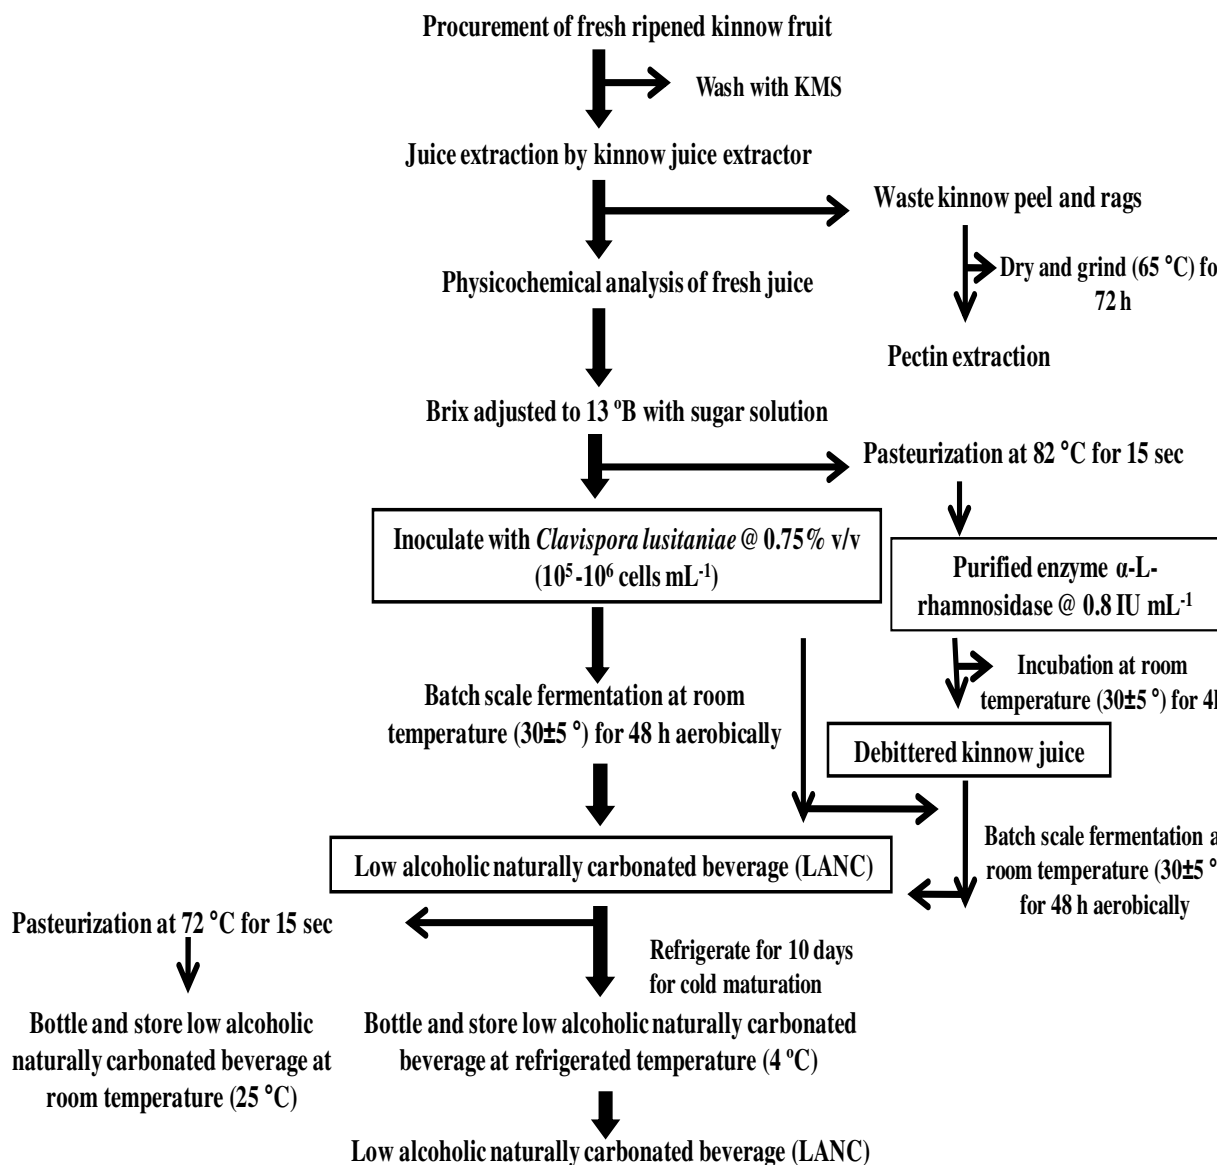 Procurement of fresh ripened kinnow fruit
Wash with KMS
Juice extraction by kinnow juice extractor
Waste kinnow peel and rags
Dry and grind (65 °C) fo
72 h
Physicochemical analysis of fresh juice
Pectin extraction
Brix adjusted to 13 ºB with sugar solution
Pasteurization at 82 °C for 15 sec
Inoculate with Clavispora lusitaniae @ 0.75% v/v
(10⁵-10⁶ cells mL⁻¹)
Purified enzyme α-L-
rhamnosidase @ 0.8 IU mL⁻¹
Incubation at room
temperature (30±5 °) for 4h
Batch scale fermentation at room
temperature (30±5 °) for 48 h aerobically
Debittered kinnow juice
Batch scale fermentation a
room temperature (30±5 °
for 48 h aerobically
Low alcoholic naturally carbonated beverage (LANC)
Pasteurization at 72 °C for 15 sec
Refrigerate for 10 days
for cold maturation
Bottle and store low alcoholic
naturally carbonated beverage at
room temperature (25 °C)
Bottle and store low alcoholic naturally carbonated
beverage at refrigerated temperature (4 ºC)
Low alcoholic naturally carbonated beverage (LANC)